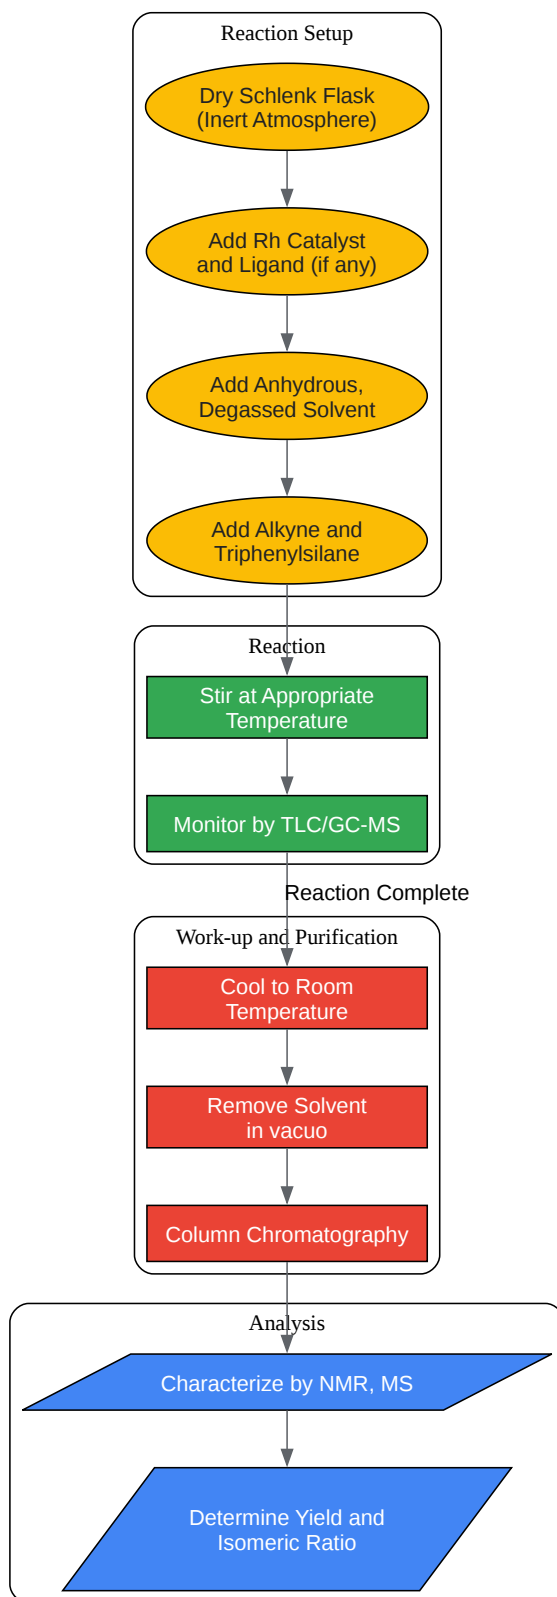 Reaction Setup
Dry Schlenk Flask
(Inert Atmosphere)
Add Rh Catalyst
and Ligand (if any)
Add Anhydrous,
Degassed Solvent
Add Alkyne and
Triphenylsilane
Reaction
Stir at Appropriate
Temperature
Monitor by TLC/GC-MS
Reaction Complete
Work-up and Purification
Cool to Room
Temperature
Remove Solvent
in vacuo
Column Chromatography
Analysis
Characterize by NMR, MS
Determine Yield and
Isomeric Ratio